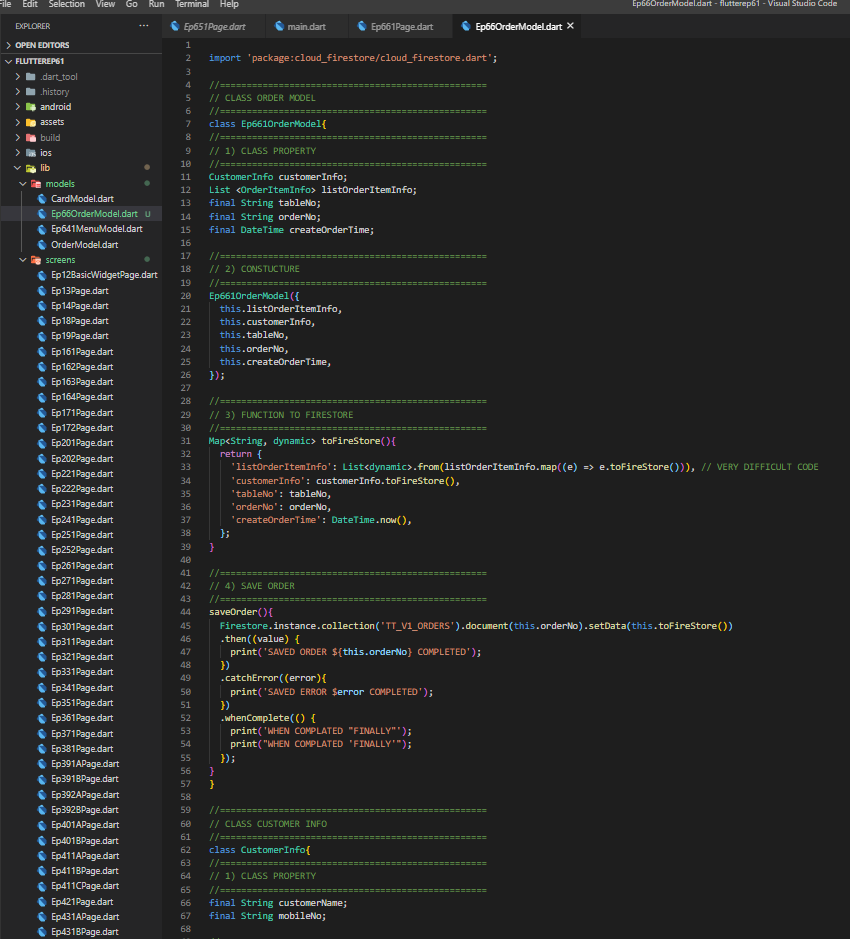 File Edit Selection View Go Run Terminal Help
Ep66OrderModel.dart - flutterep61 - Visual Studio Code
EXPLORER
Ep651Page.dart
main.dart
Ep661Page.dart
Ep66OrderModel.dart
OPEN EDITORS
FLUTTEREP61
.dart_tool
.history
android
assets
build
ios
lib
models
CardModel.dart
Ep66OrderModel.dart U
Ep641MenuModel.dart
OrderModel.dart
screens
Ep12BasicWidgetPage.dart
Ep13Page.dart
Ep14Page.dart
Ep18Page.dart
Ep19Page.dart
Ep161Page.dart
Ep162Page.dart
Ep163Page.dart
Ep164Page.dart
Ep171Page.dart
Ep172Page.dart
Ep201Page.dart
Ep202Page.dart
Ep221Page.dart
Ep222Page.dart
Ep231Page.dart
Ep241Page.dart
Ep251Page.dart
Ep252Page.dart
Ep261Page.dart
Ep271Page.dart
Ep281Page.dart
Ep291Page.dart
Ep301Page.dart
Ep311Page.dart
Ep321Page.dart
Ep331Page.dart
Ep341Page.dart
Ep351Page.dart
Ep361Page.dart
Ep371Page.dart
Ep381Page.dart
Ep391APage.dart
Ep391BPage.dart
Ep392APage.dart
Ep392BPage.dart
Ep401APage.dart
Ep401BPage.dart
Ep411APage.dart
Ep411BPage.dart
Ep411CPage.dart
Ep421Page.dart
Ep431APage.dart
Ep431BPage.dart
1
2 import 'package:cloud_firestore/cloud_firestore.dart';
3
4 //==================================================
5 // CLASS ORDER MODEL
6 //==================================================
7 class Ep661OrderModel{
8 //==================================================
9 // 1) CLASS PROPERTY
10 //==================================================
11 CustomerInfo customerInfo;
12 List <OrderItemInfo> listOrderItemInfo;
13 final String tableNo;
14 final String orderNo;
15 final DateTime createOrderTime;
16
17 //==================================================
18 // 2) CONSTUCTURE
19 //==================================================
20 Ep661OrderModel({
21 this.listOrderItemInfo,
22 this.customerInfo,
23 this.tableNo,
24 this.orderNo,
25 this.createOrderTime,
26 });
27
28 //==================================================
29 // 3) FUNCTION TO FIRESTORE
30 //==================================================
31 Map<String, dynamic> toFireStore(){
32 return {
33 'listOrderItemInfo': List<dynamic>.from(listOrderItemInfo.map((e) => e.toFireStore())), // VERY DIFFICULT CODE
34 'customerInfo': customerInfo.toFireStore(),
35 'tableNo': tableNo,
36 'orderNo': orderNo,
37 'createOrderTime': DateTime.now(),
38 };
39 }
40
41 //==================================================
42 // 4) SAVE ORDER
43 //==================================================
44 saveOrder(){
45 Firestore.instance.collection('TT_V1_ORDERS').document(this.orderNo).setData(this.toFireStore())
46 .then((value) {
47 print('SAVED ORDER ${this.orderNo} COMPLETED');
48 })
49 .catchError((error){
50 print('SAVED ERROR $error COMPLETED');
51 })
52 .whenComplete(() {
53 print('WHEN COMPLATED "FINALLY"');
54 print("WHEN COMPLATED 'FINALLY'");
55 });
56 }
57 }
58
59 //==================================================
60 // CLASS CUSTOMER INFO
61 //==================================================
62 class CustomerInfo{
63 //==================================================
64 // 1) CLASS PROPERTY
65 //==================================================
66 final String customerName;
67 final String mobileNo;
68